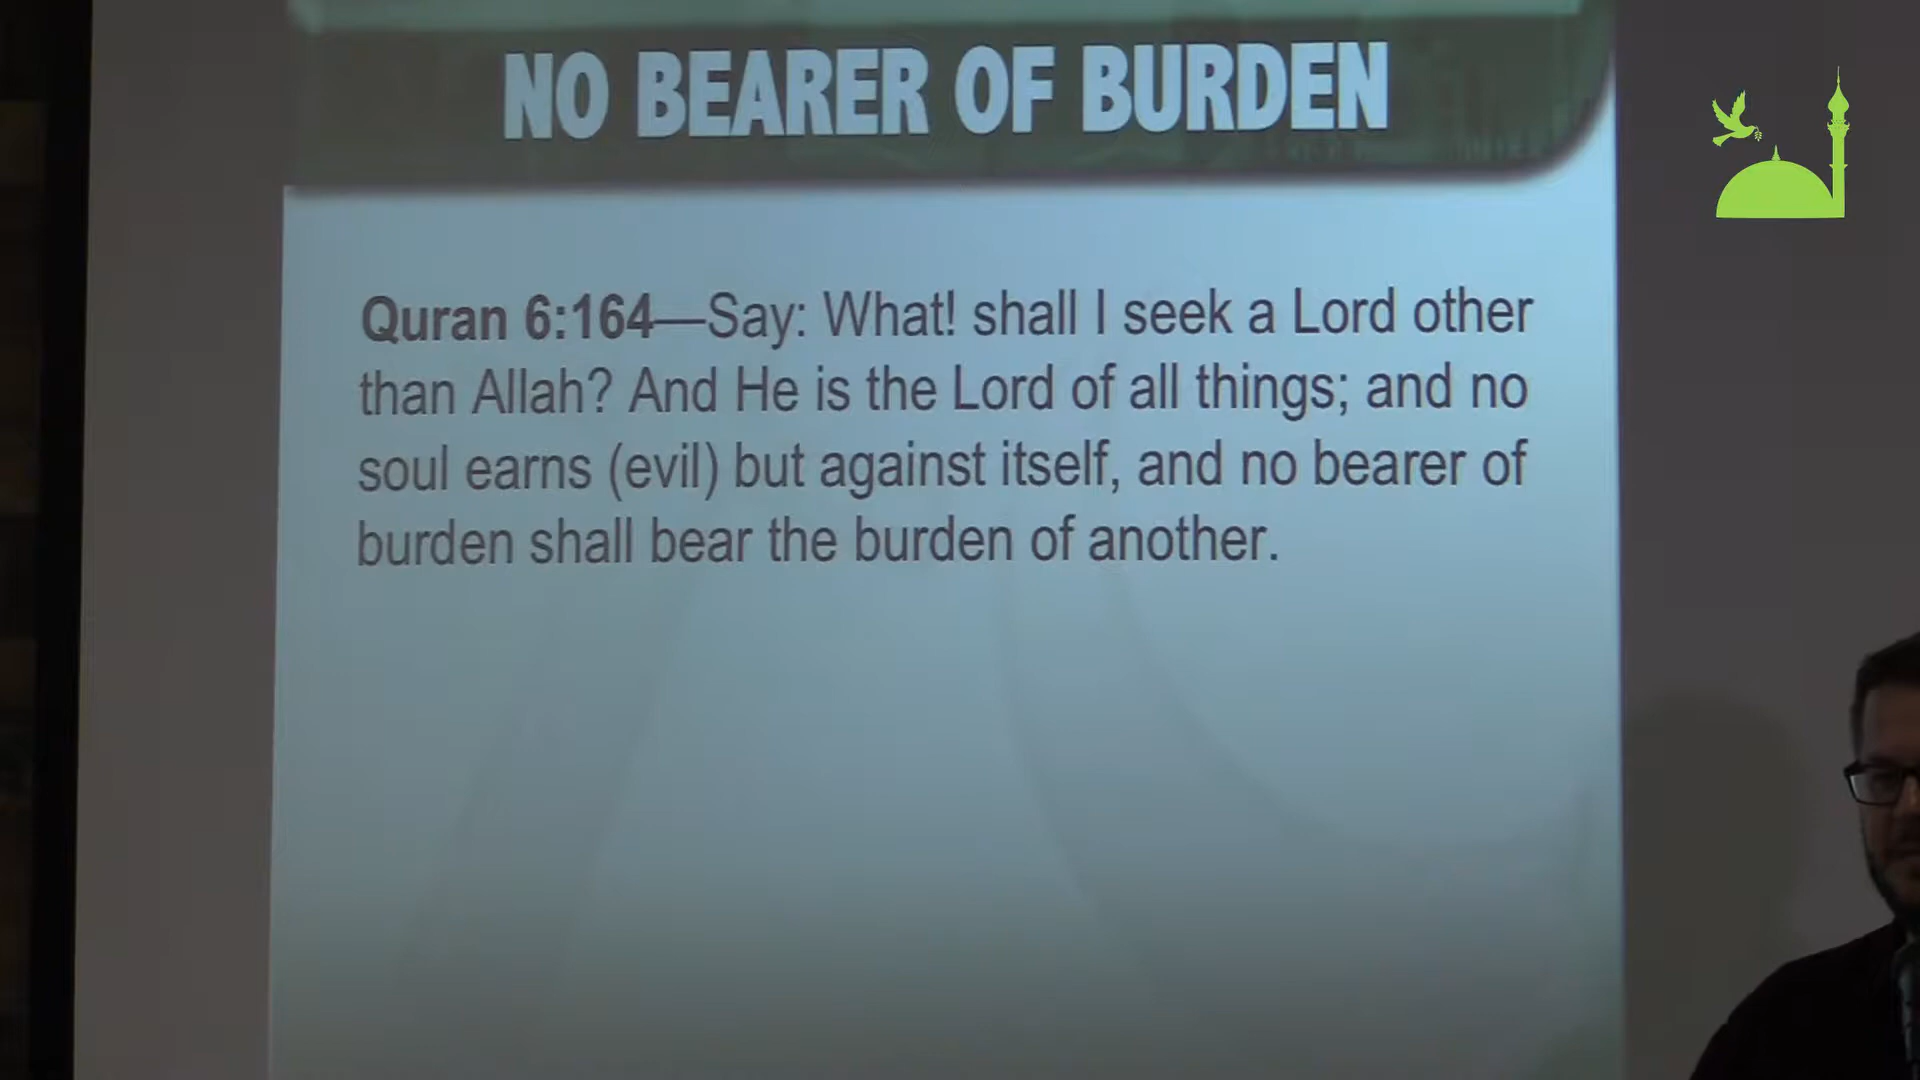 NO BEARER OF BURDEN
Quran 6:164—Say: What! shall I seek a Lord other
than Allah? And He is the Lord of all things; and no
soul earns (evil) but against itself, and no bearer of
burden shall bear the burden of another.